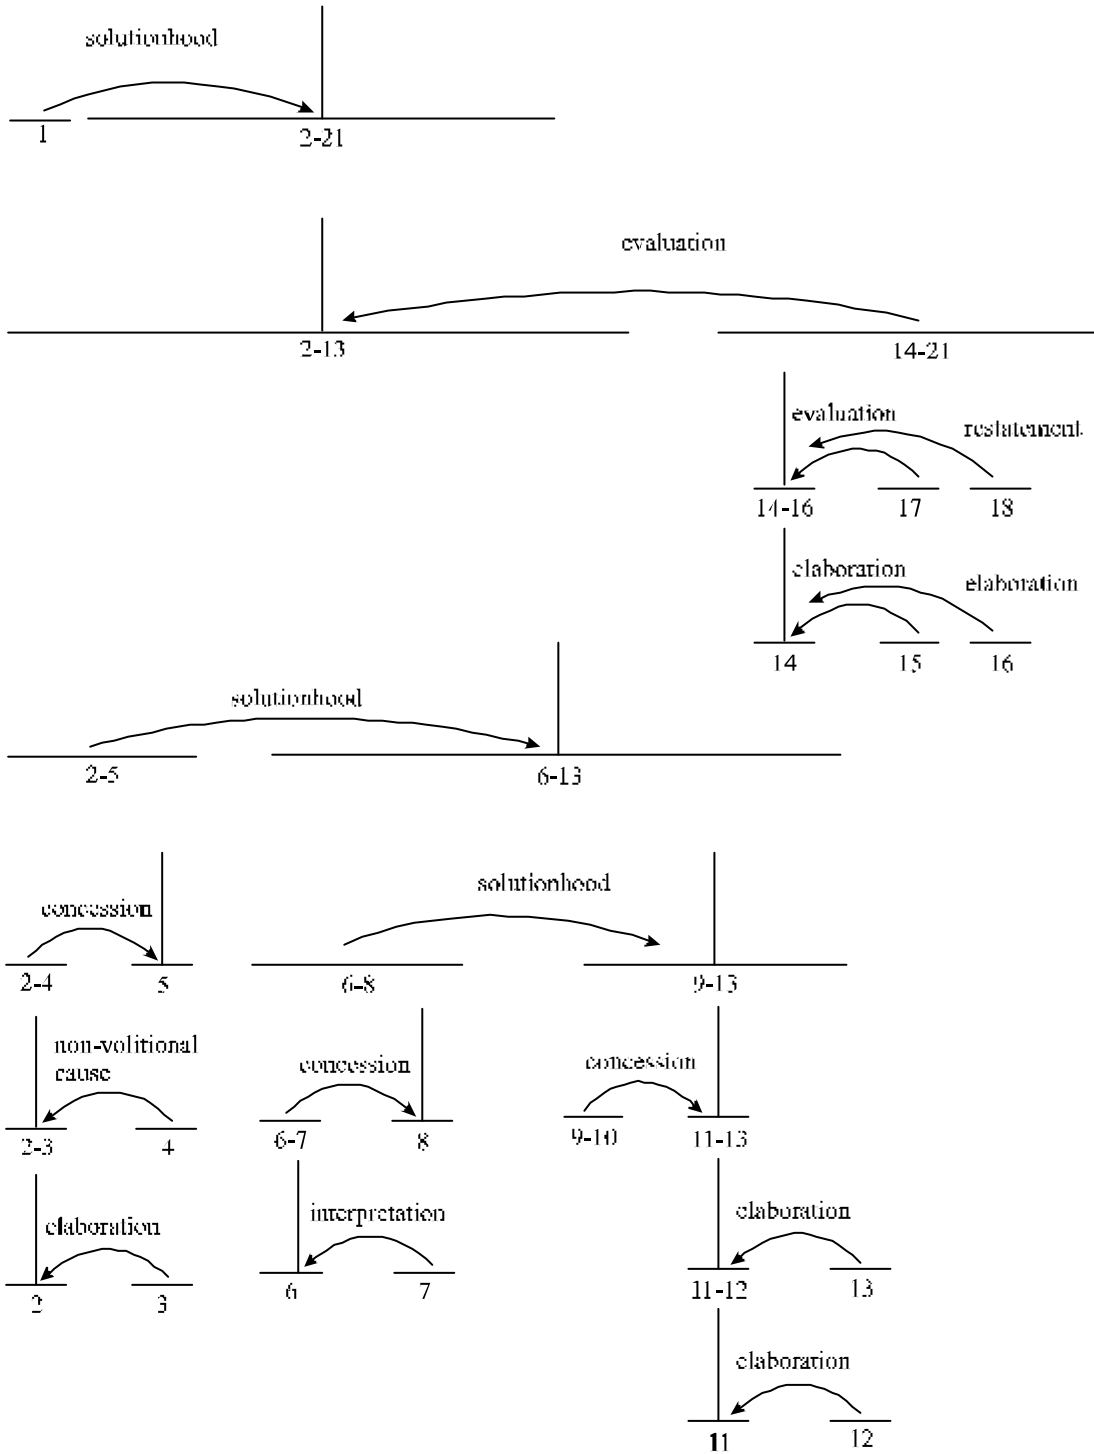 solutionhood
1 2-21
evaluation
2-13 14-21
evaluation restatement
14-16 17 18
elaboration elaboration
14 15 16
solutionhood
2-5 6-13
solutionhood
concession
2-4 5 6-8 9-13
non-volitional
cause
concession concession
2-3 4 6-7 8 9-10 11-13
elaboration interpretation elaboration
2 3 6 7 11-12 13
elaboration
11 12